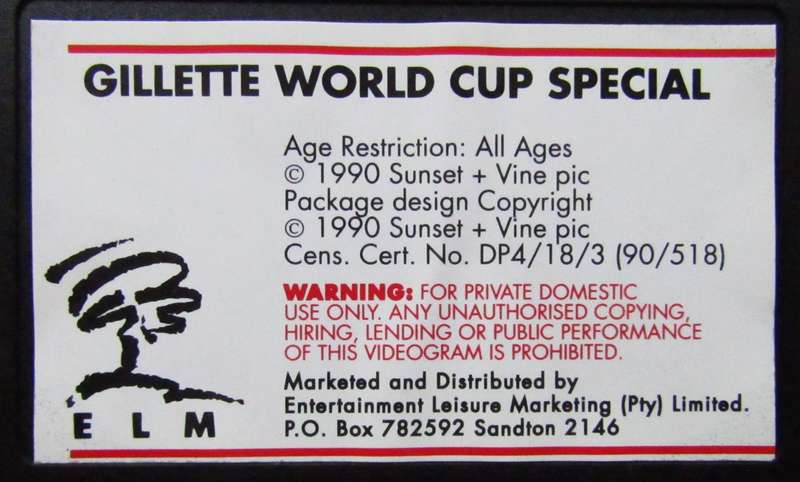 GILLETTE WORLD CUP SPECIAL
Age Restriction: All Ages
© 1990 Sunset + Vine pic
Package design Copyright
© 1990 Sunset + Vine pic
Cens. Cert. No. DP4/18/3 (90/518)
WARNING: FOR PRIVATE DOMESTIC
USE ONLY. ANY UNAUTHORISED COPYING,
HIRING, LENDING OR PUBLIC PERFORMANCE
OF THIS VIDEOGRAM IS PROHIBITED.
Marketed and Distributed by
Entertainment Leisure Marketing (Pty) Limited.
P.O. Box 782592 Sandton 2146
E L M